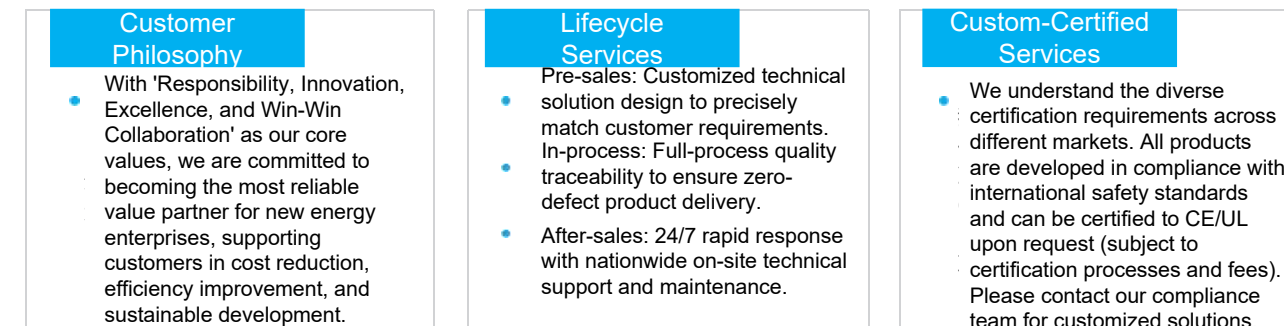 Customer
Philosophy
With 'Responsibility, Innovation,
Excellence, and Win-Win
Collaboration' as our core
values, we are committed to
becoming the most reliable
value partner for new energy
enterprises, supporting
customers in cost reduction,
efficiency improvement, and
sustainable development.
Lifecycle
Services
Pre-sales: Customized technical
solution design to precisely
match customer requirements.
In-process: Full-process quality
traceability to ensure zero-
defect product delivery.
After-sales: 24/7 rapid response
with nationwide on-site technical
support and maintenance.
Custom-Certified
Services
We understand the diverse
certification requirements across
different markets. All products
are developed in compliance with
international safety standards
and can be certified to CE/UL
upon request (subject to
certification processes and fees).
Please contact our compliance
team for customized solutions